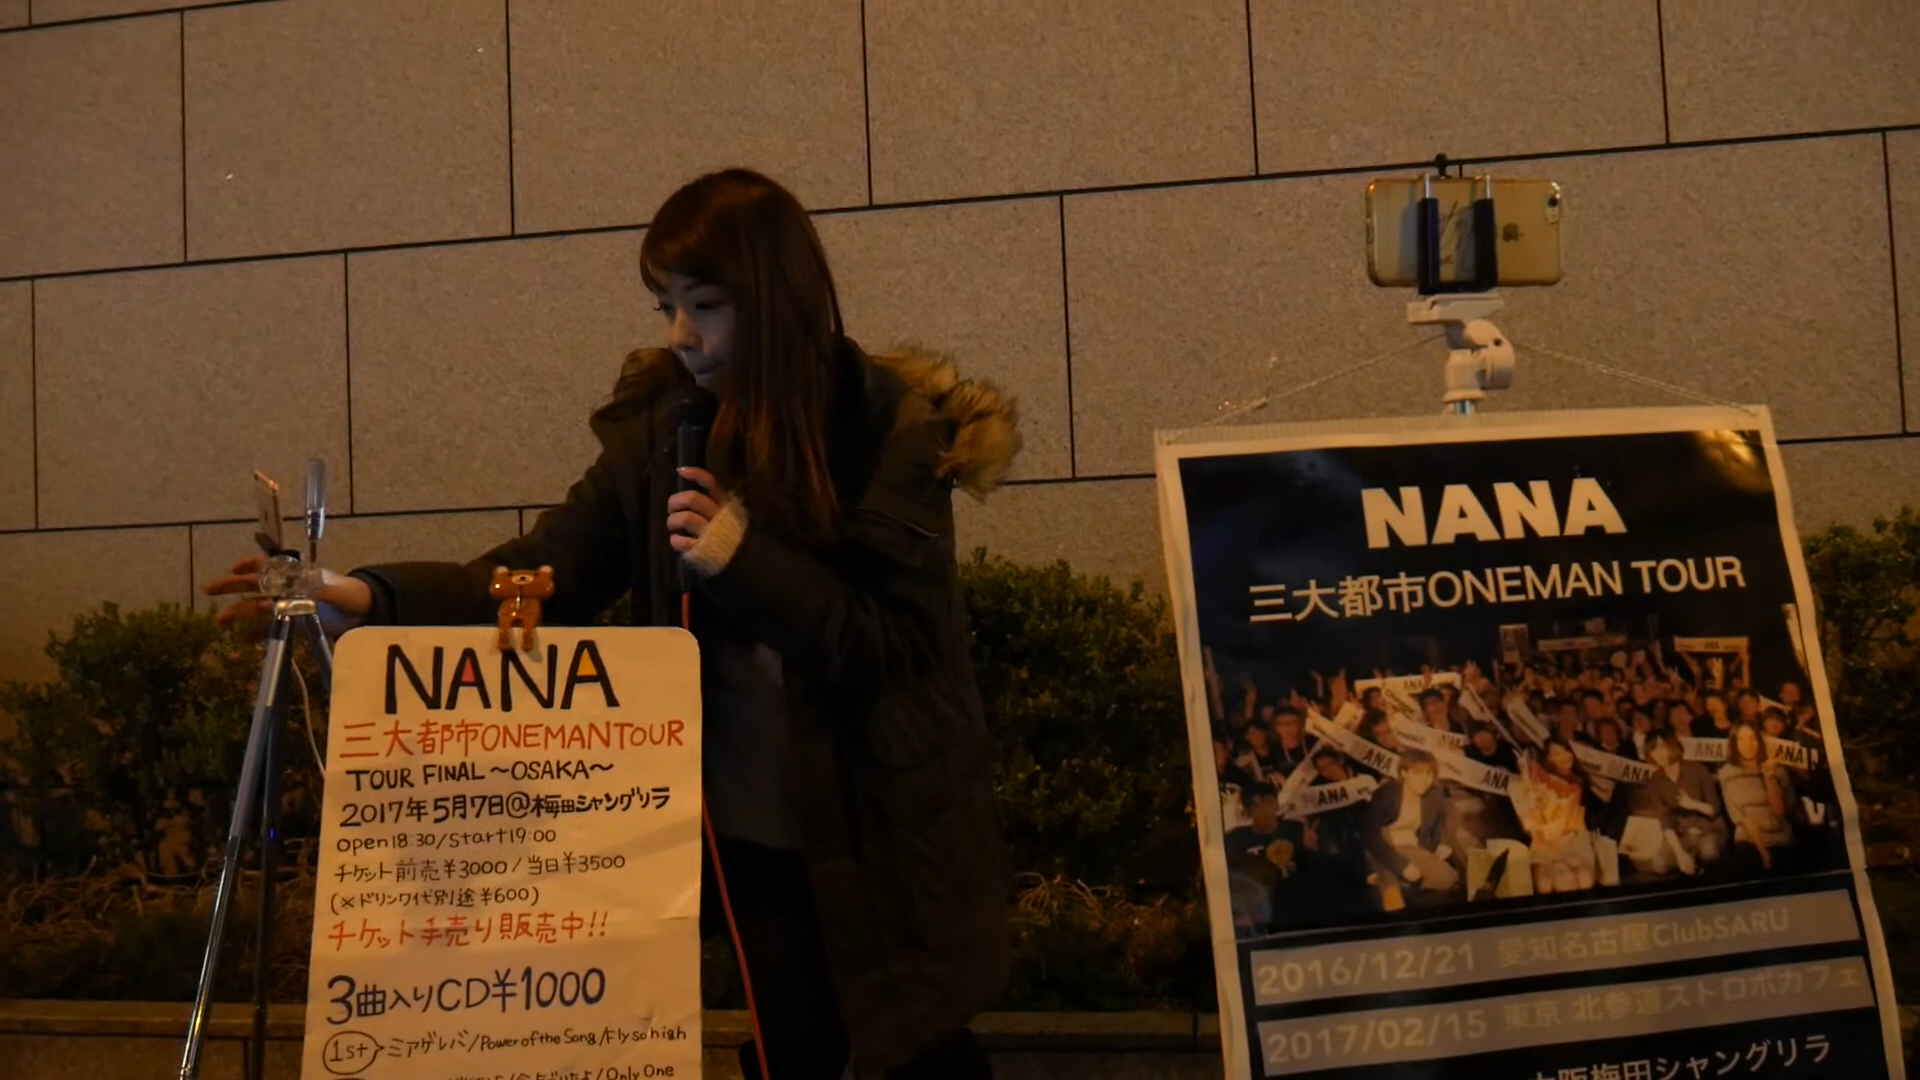 NANA
三大都市ONEMANTOUR
TOUR FINAL～OSAKA～
2017年5月7日@梅田シャングリラ
open18:30/start19:00
チケット前売¥3000/当日¥3500
(※ドリンク代別途¥600)
チケット手売り販売中!!
3曲入りCD¥1000
1st ミアゲレバ/Power of the Song/Fly so high
Only One
NANA
三大都市ONEMAN TOUR
2016/12/21 愛知名古屋ClubSARU
2017/02/15 東京 北参道ストロボカフェ
大阪梅田シャングリラ